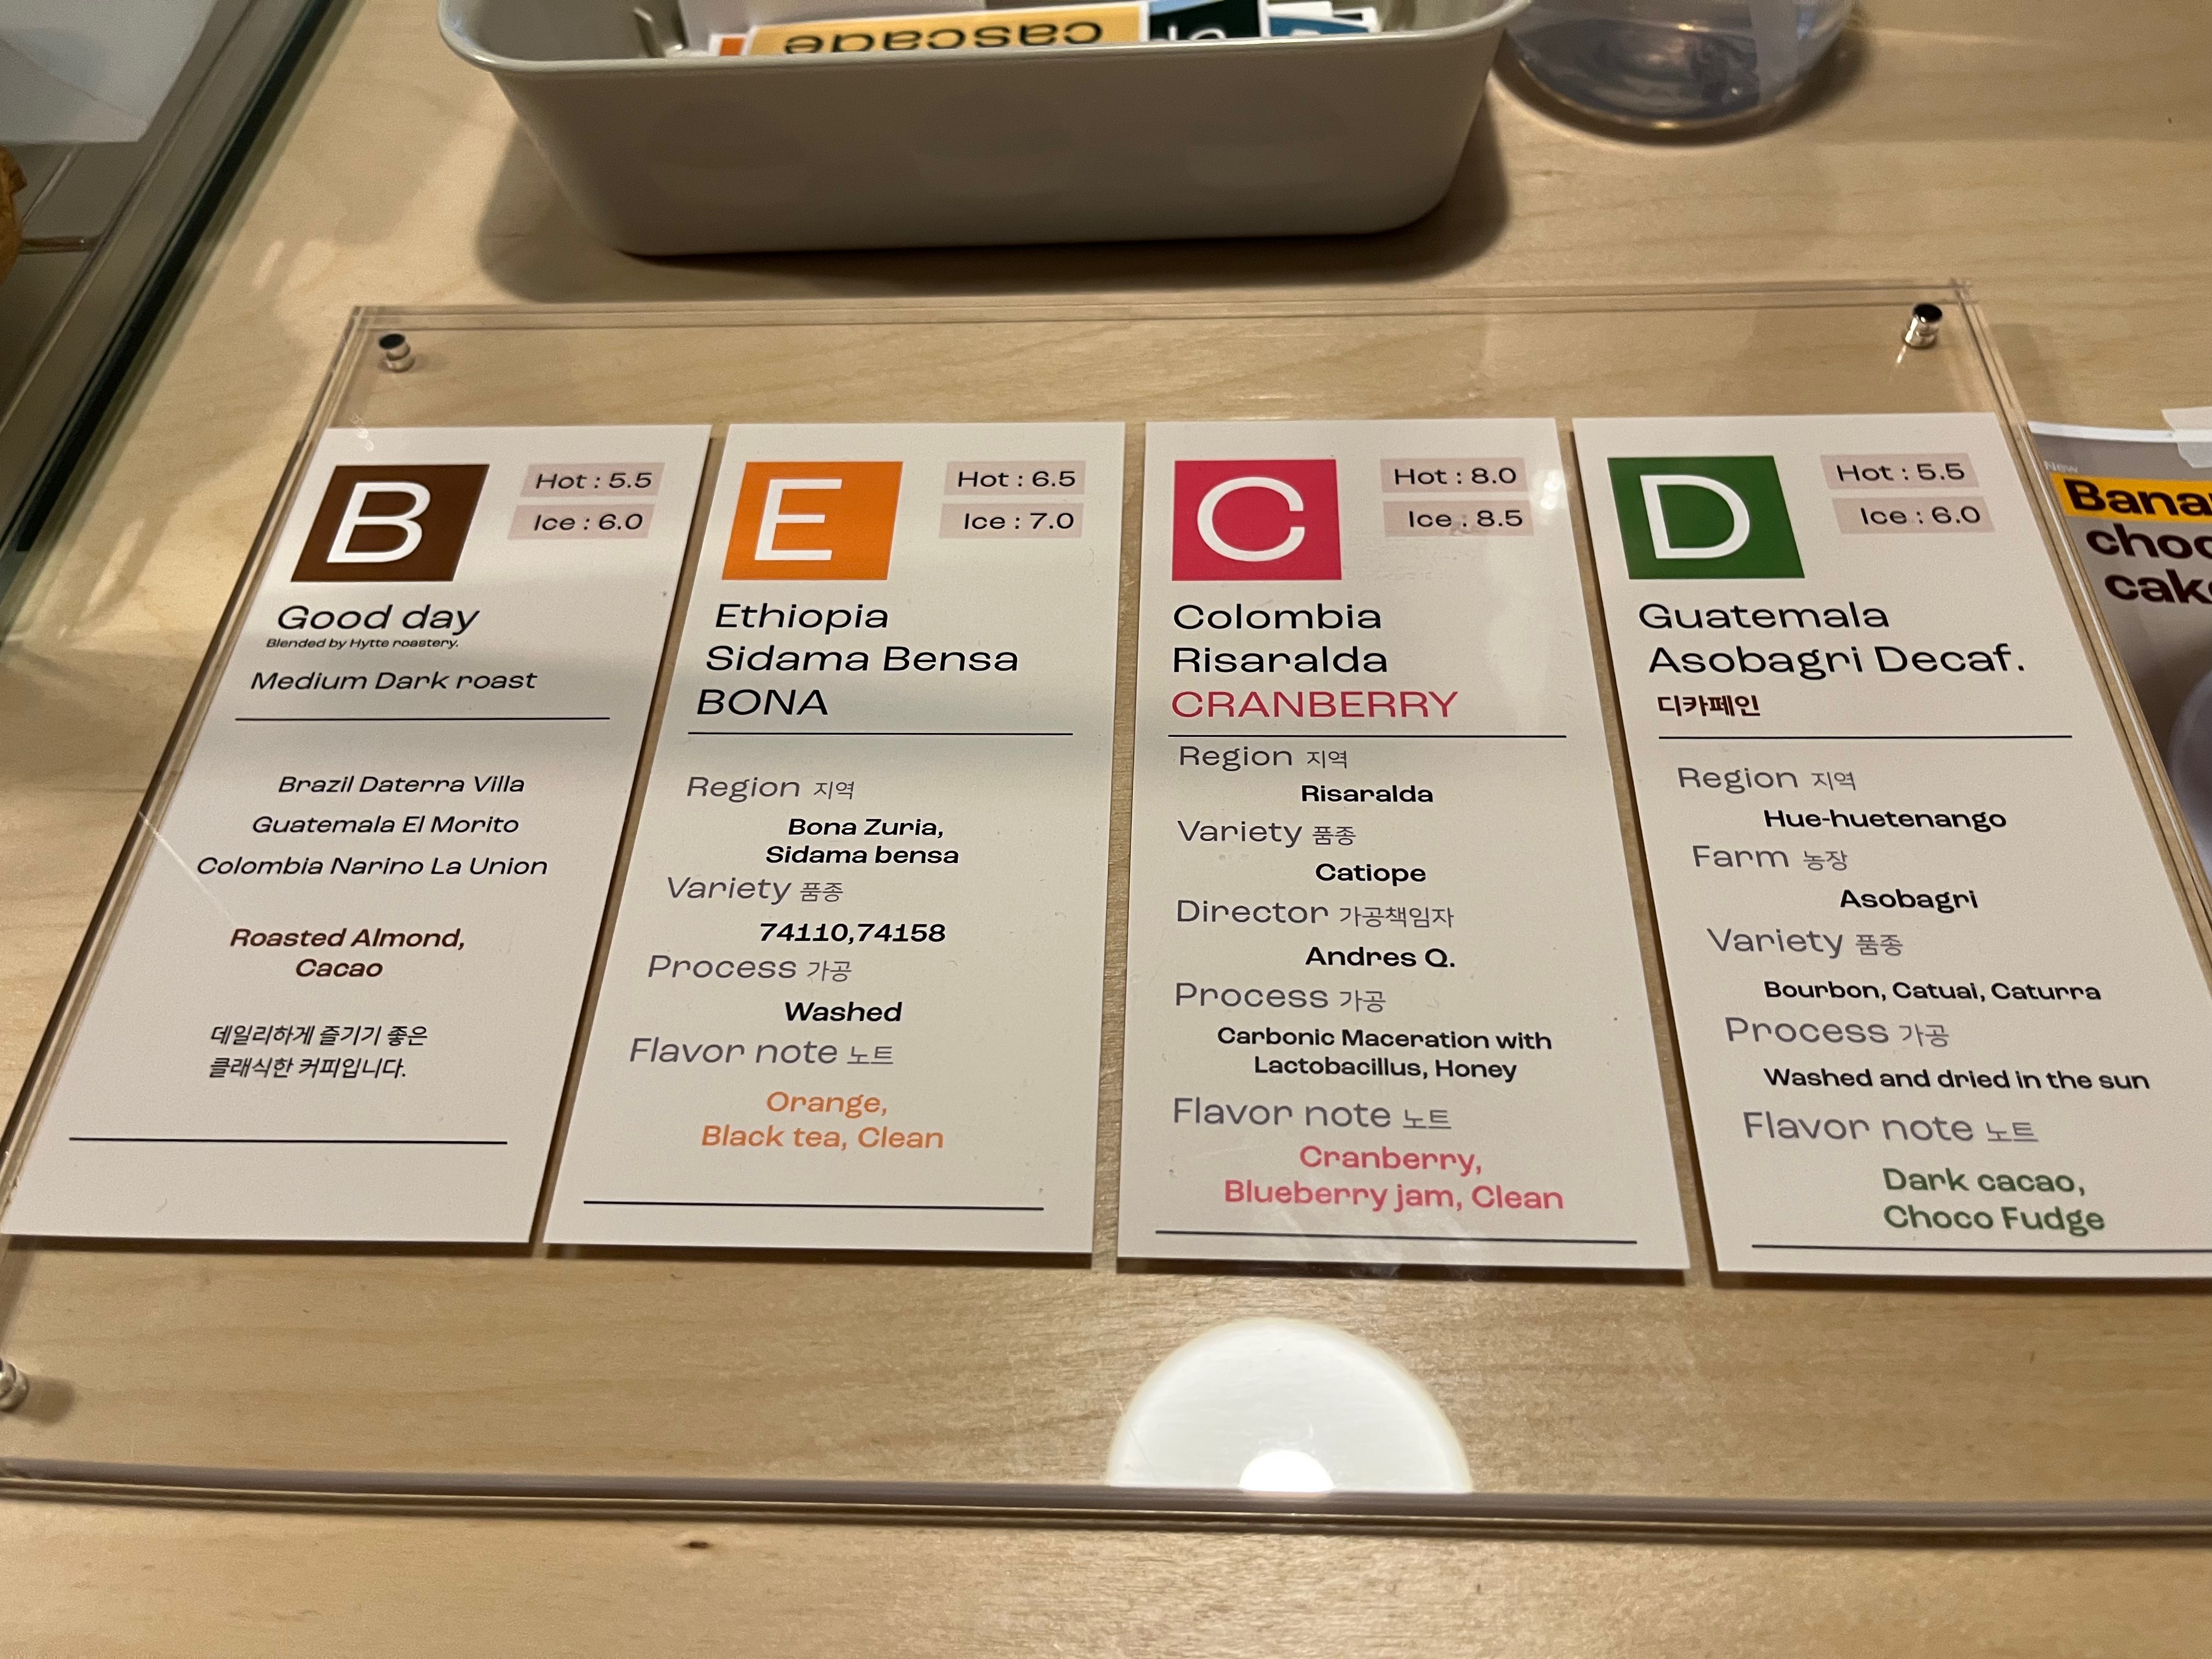 cascade
B
Hot : 5.5
Ice : 6.0
Good day
Blended by Hytte roastery.
Medium Dark roast
Brazil Daterra Villa
Guatemala El Morito
Colombia Narino La Union
Roasted Almond,
Cacao
데일리하게 즐기기 좋은
클래식한 커피입니다.
E
Hot : 6.5
Ice : 7.0
Ethiopia
Sidama Bensa
BONA
Region 지역
Bona Zuria,
Sidama bensa
Variety 품종
74110,74158
Process 가공
Washed
Flavor note 노트
Orange,
Black tea, Clean
C
Hot : 8.0
Ice : 8.5
Colombia
Risaralda
CRANBERRY
Region 지역
Risaralda
Variety 품종
Catiope
Director 가공책임자
Andres Q.
Process 가공
Carbonic Maceration with
Lactobacillus, Honey
Flavor note 노트
Cranberry,
Blueberry jam, Clean
D
Hot : 5.5
Ice : 6.0
Guatemala
Asobagri Decaf.
디카페인
Region 지역
Hue-huetenango
Farm 농장
Asobagri
Variety 품종
Bourbon, Catuai, Caturra
Process 가공
Washed and dried in the sun
Flavor note 노트
Dark cacao,
Choco Fudge
New